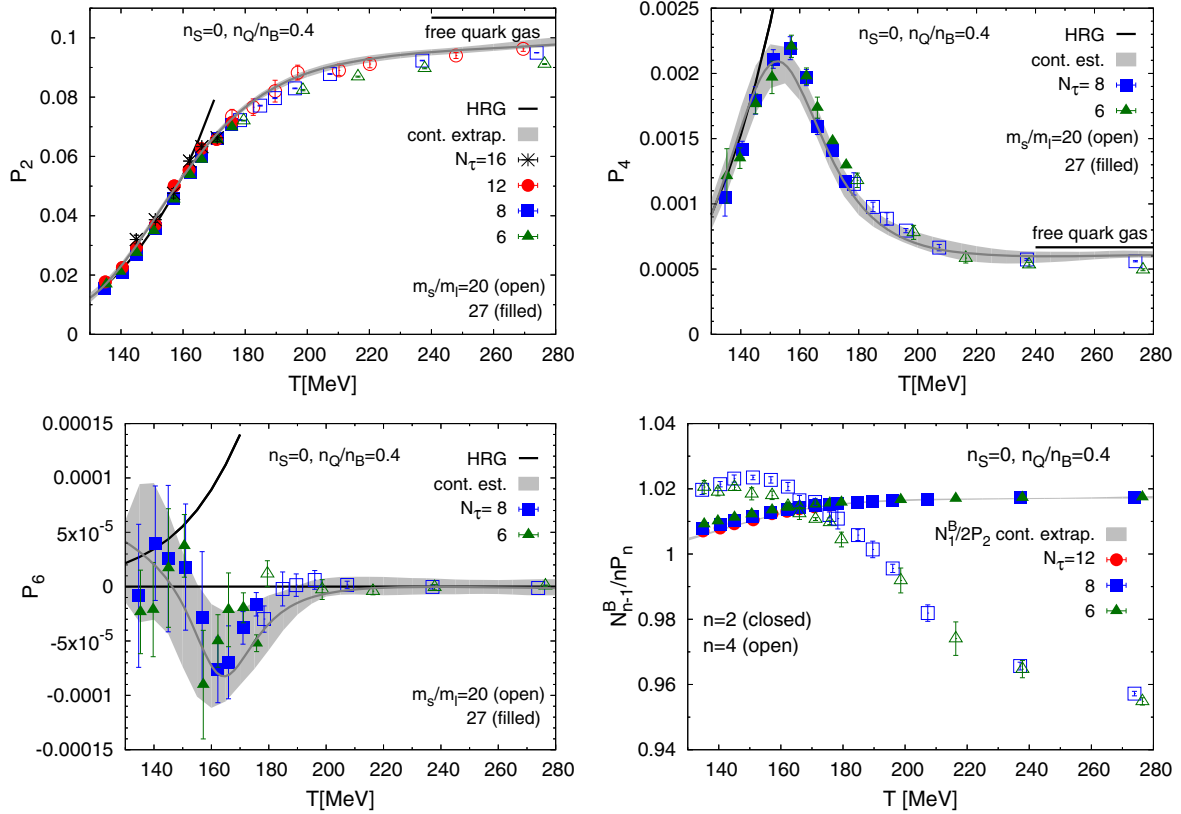 n_S=0, n_Q/n_B=0.4
free quark gas
HRG
cont. extrap.
N_τ=16
12
8
6
m_s/m_l=20 (open)
27 (filled)
P_2
0.1
0.08
0.06
0.04
0.02
0
140 160 180 200 220 240 260 280
T[MeV]
n_S=0, n_Q/n_B=0.4
HRG
cont. est.
N_τ= 8
6
m_s/m_l=20 (open)
27 (filled)
free quark gas
P_4
0.0025
0.002
0.0015
0.001
0.0005
0
140 160 180 200 220 240 260 280
T[MeV]
n_S=0, n_Q/n_B=0.4
HRG
cont. est.
N_τ= 8
6
m_s/m_l=20 (open)
27 (filled)
P_6
0.00015
0.0001
5e-5
0
-5e-5
-0.0001
-0.00015
140 160 180 200 220 240 260 280
T[MeV]
n_S=0, n_Q/n_B=0.4
N_1^B/2P_2 cont. extrap.
N_τ=12
8
6
n=2 (closed)
n=4 (open)
N_{n-1}^B/nP_n
1.04
1.02
1
0.98
0.96
0.94
140 160 180 200 220 240 260 280
T [MeV]